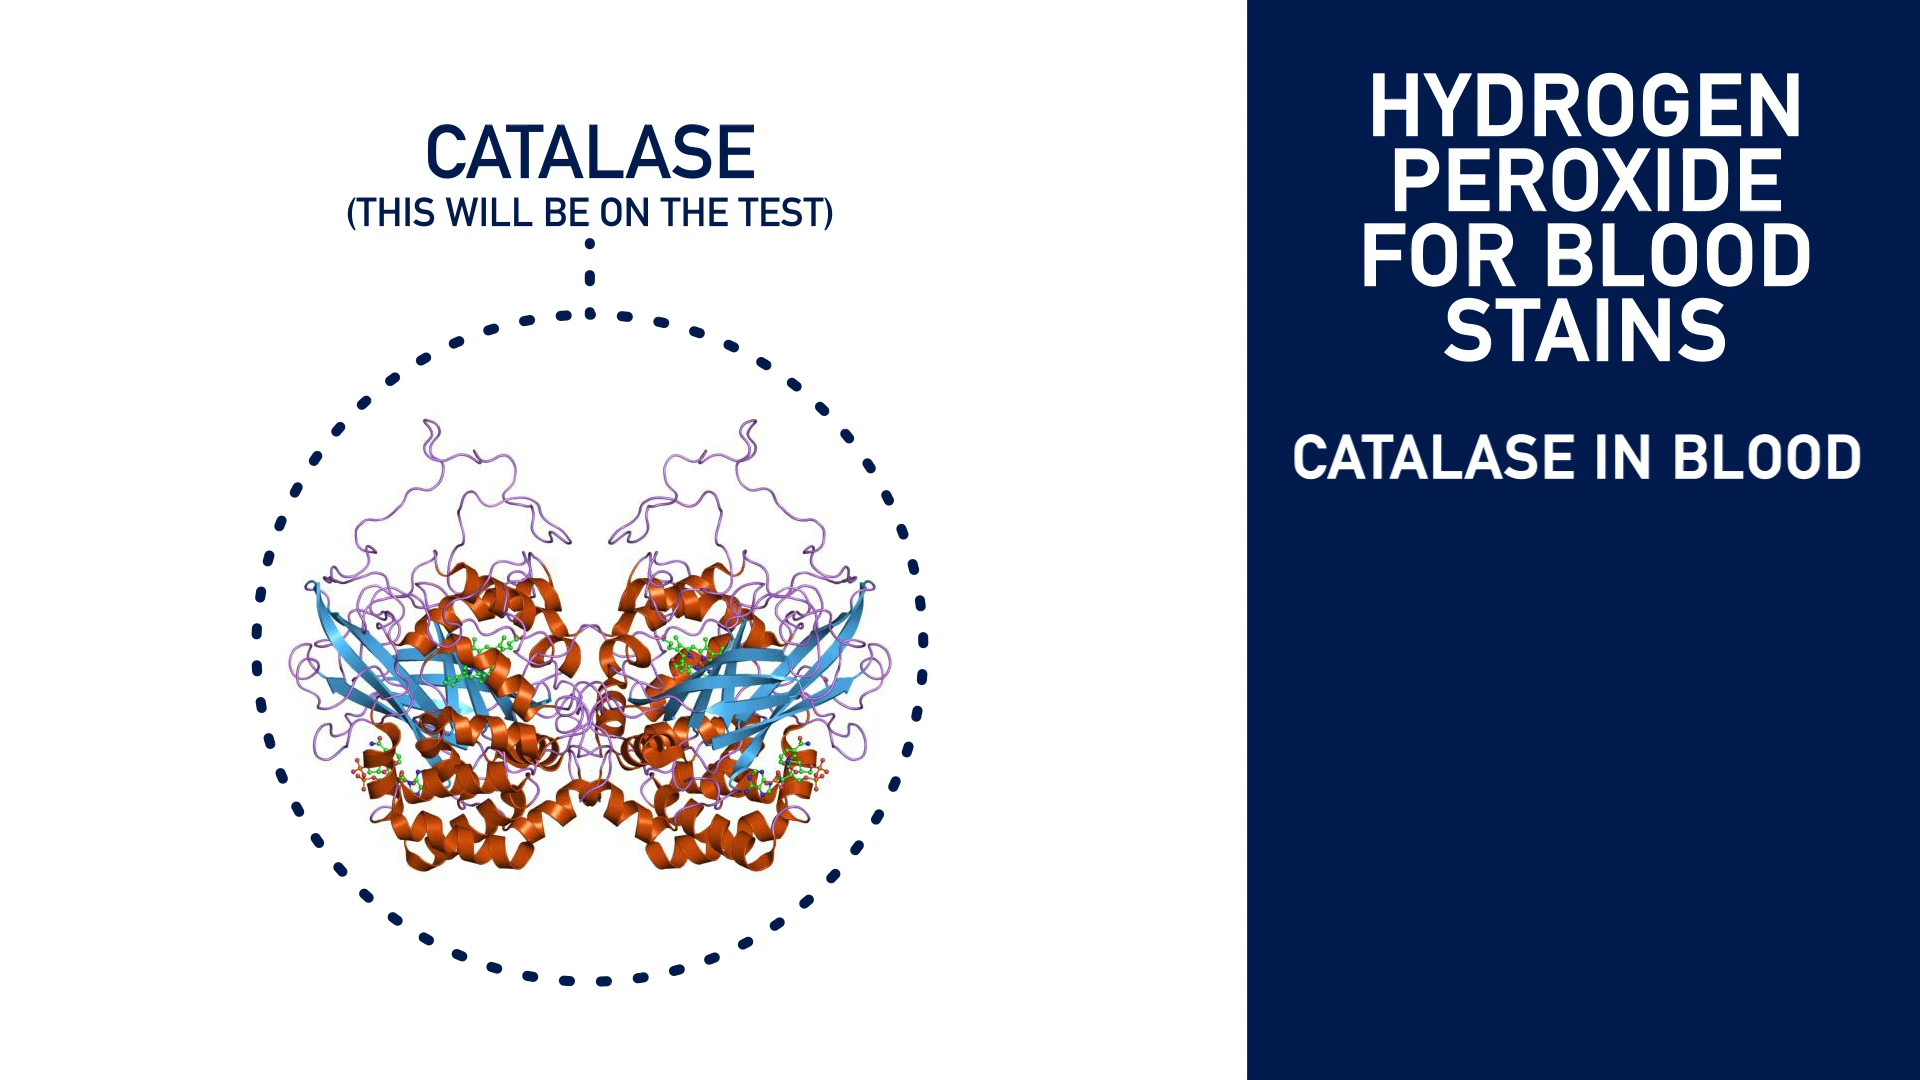 CATALASE
(THIS WILL BE ON THE TEST)
HYDROGEN
PEROXIDE
FOR BLOOD
STAINS
CATALASE IN BLOOD